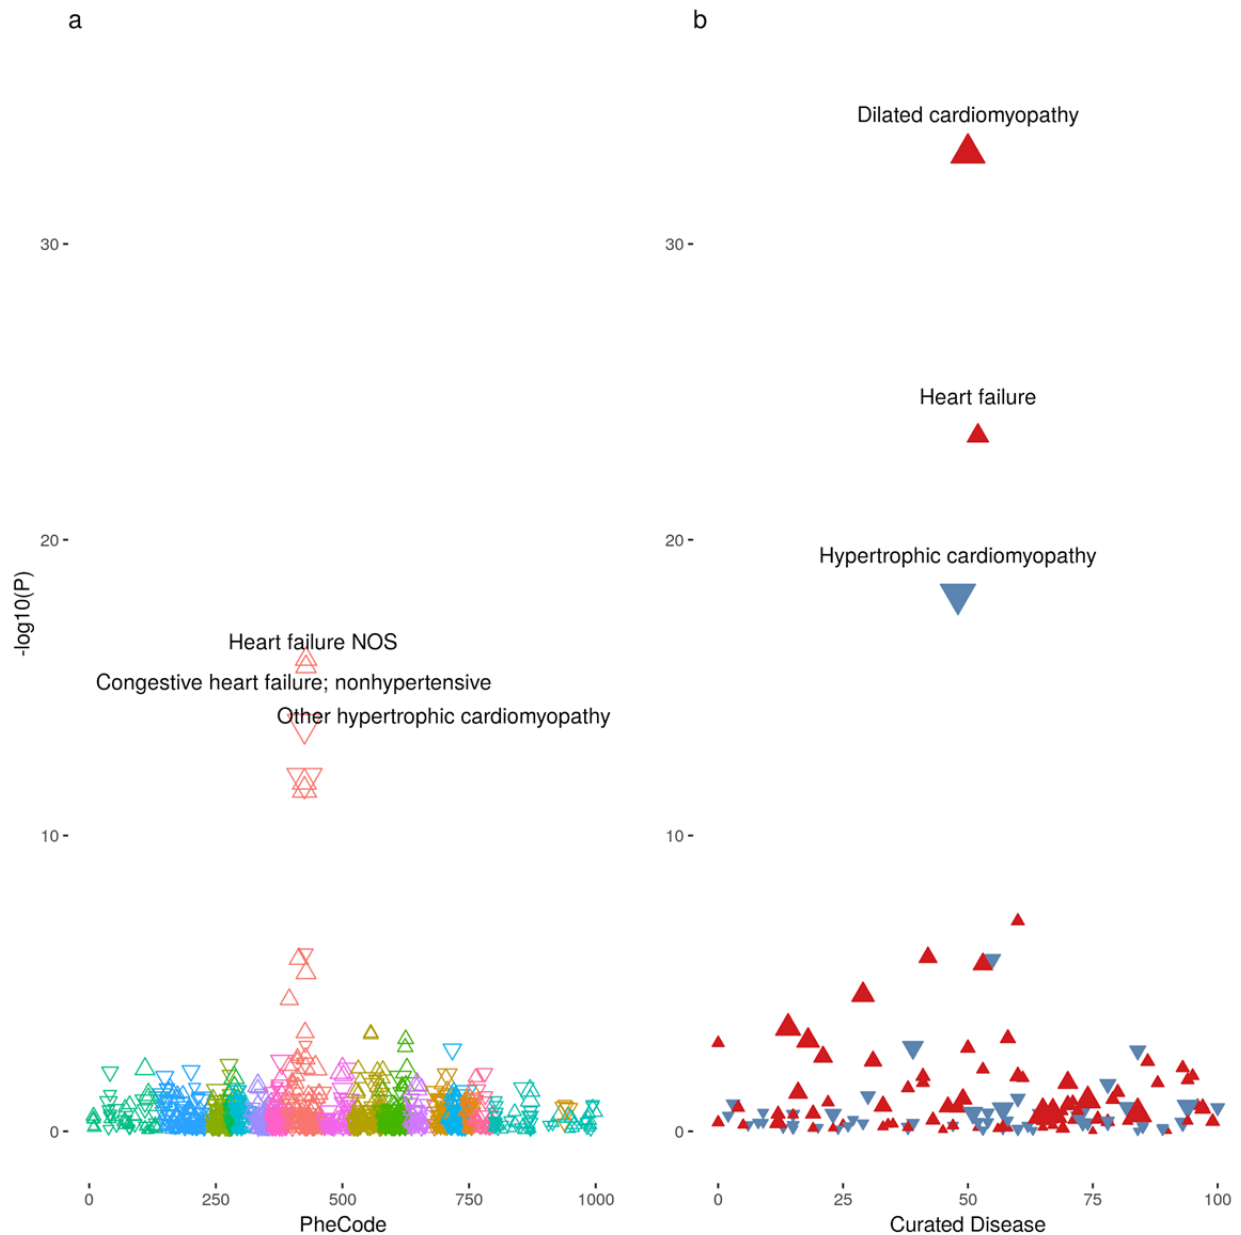 a
30
20
10
0
-log10(P)
Heart failure NOS
Congestive heart failure; nonhypertensive
Other hypertrophic cardiomyopathy
0 250 500 750 1000
PheCode
b
30
20
10
0
Dilated cardiomyopathy
Heart failure
Hypertrophic cardiomyopathy
0 25 50 75 100
Curated Disease